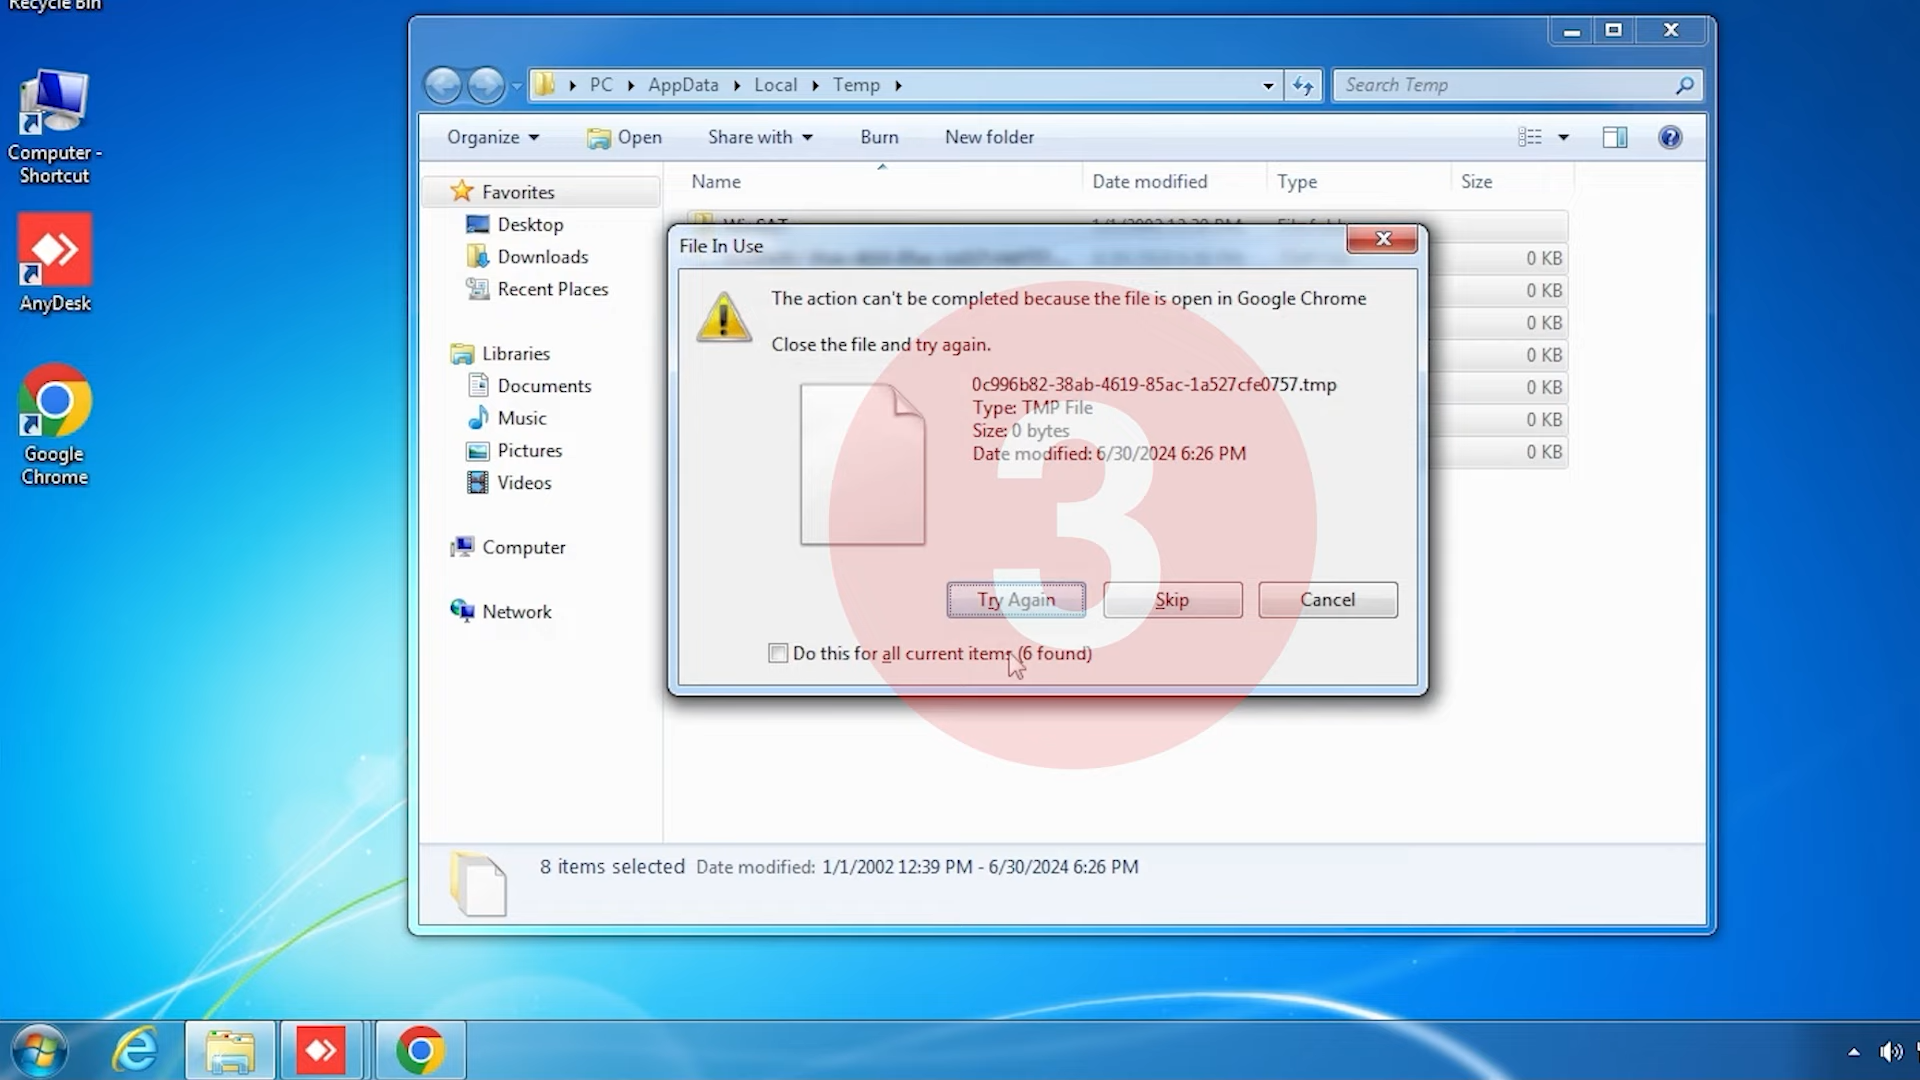 Recycle Bin
Computer -
Shortcut
AnyDesk
Google
Chrome
PC
AppData
Local
Temp
Search Temp
Organize
Open
Share with
Burn
New folder
Name
Date modified
Type
Size
Favorites
Desktop
Downloads
Recent Places
Libraries
Documents
Music
Pictures
Videos
Computer
Network
0 KB
0 KB
0 KB
0 KB
0 KB
0 KB
0 KB
File In Use
The action can't be completed because the file is open in Google Chrome
Close the file and try again.
0c996b82-38ab-4619-85ac-1a527cfe0757.tmp
Type: TMP File
Size: 0 bytes
Date modified: 6/30/2024 6:26 PM
3
Try Again
Skip
Cancel
Do this for all current items (6 found)
8 items selected Date modified: 1/1/2002 12:39 PM - 6/30/2024 6:26 PM